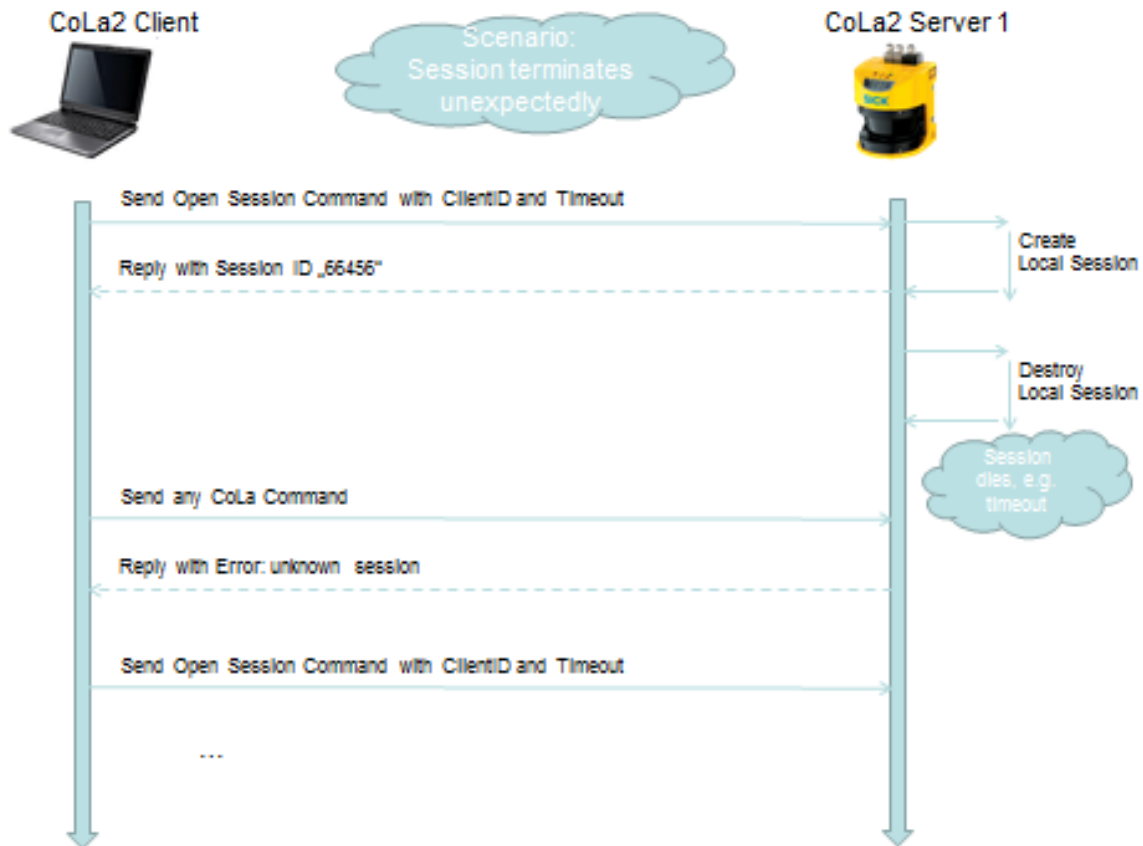 CoLa2 Client
CoLa2 Server 1
Scenario:
Session terminates
unexpectedly
SICK
Send Open Session Command with ClientID and Timeout
Create
Local Session
Reply with Session ID „66456“
Destroy
Local Session
Session
dies, e.g.
timeout
Send any CoLa Command
Reply with Error: unknown session
Send Open Session Command with ClientID and Timeout
...